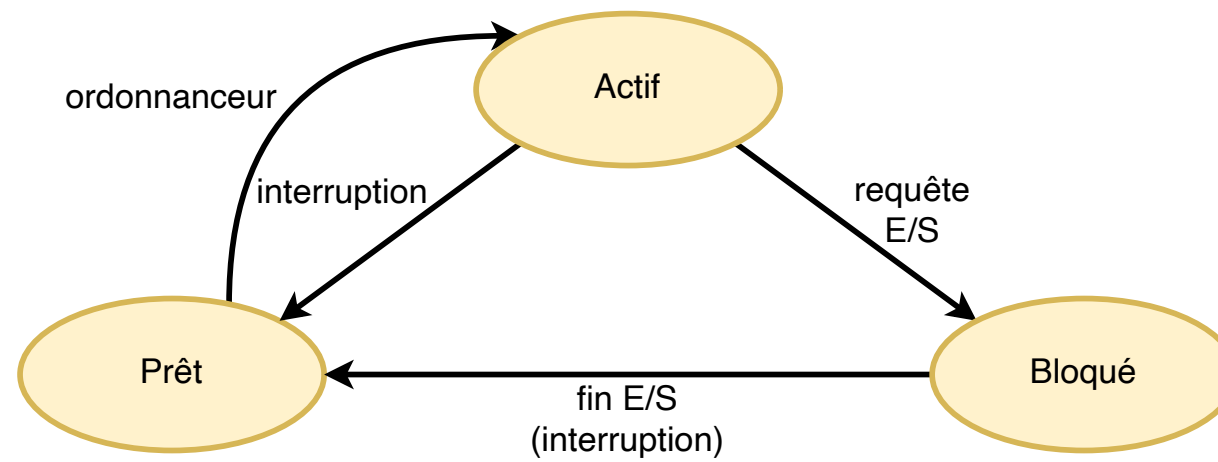 Actif
ordonnanceur
interruption
requête
E/S
Prêt
Bloqué
fin E/S
(interruption)